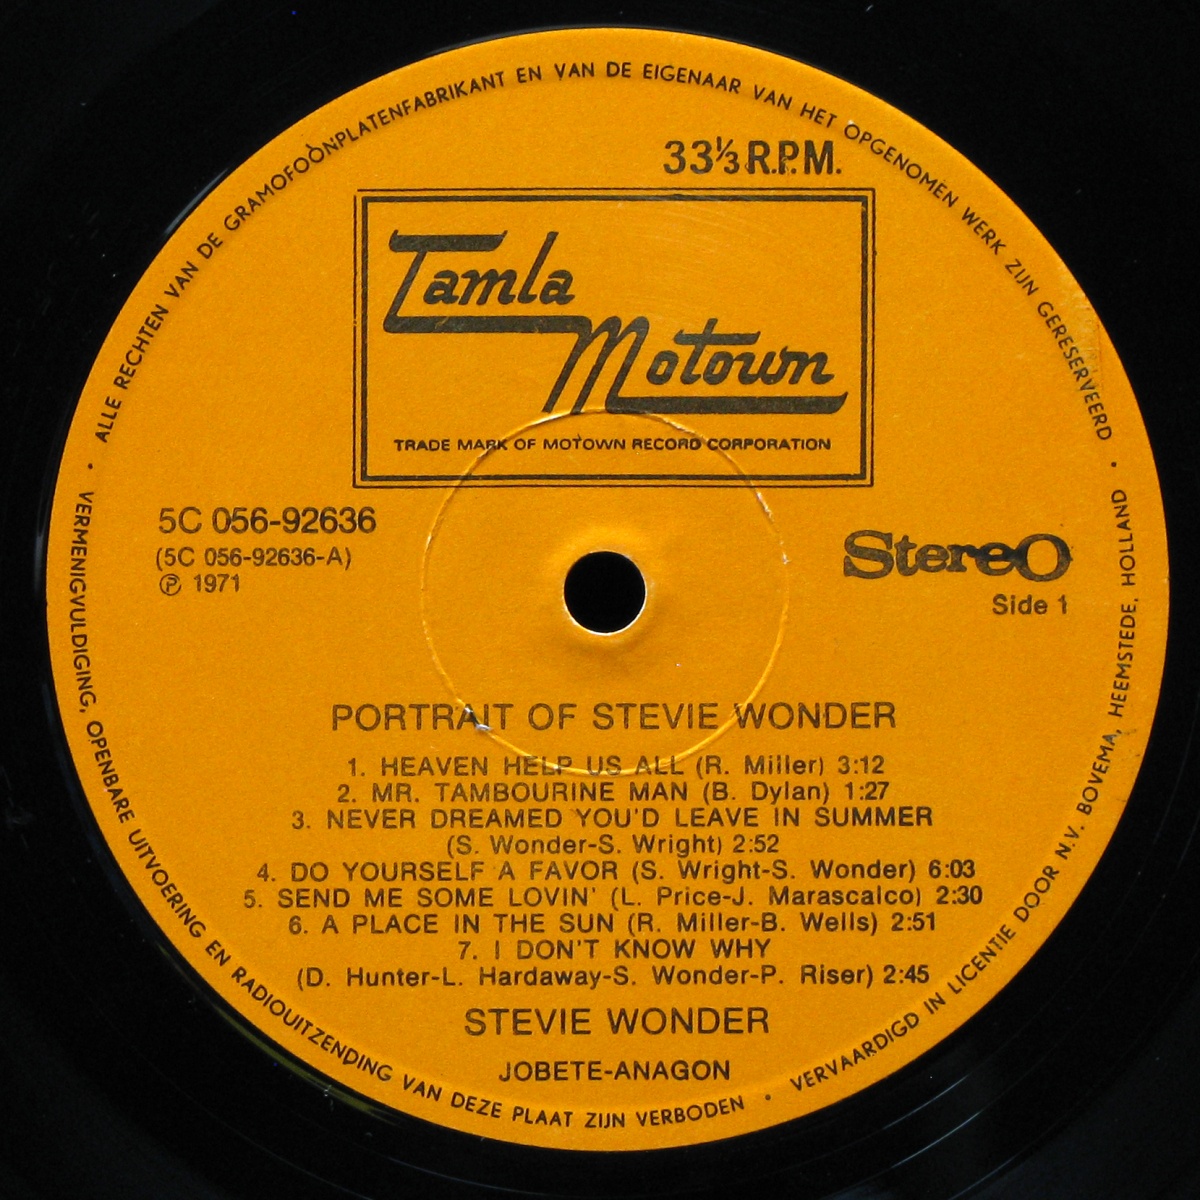 ALLE RECHTEN VAN DE GRAMOFOONPLATENFABRIKANT EN VAN DE EIGENAAR VAN HET OPGENOMEN WERK ZIJN GERESERVEERD •
33⅓ R.P.M.
Tamla
Motown
TRADE MARK OF MOTOWN RECORD CORPORATION
5C 056-92636
(5C 056-92636-A)
℗ 1971
Stereo
Side 1
PORTRAIT OF STEVIE WONDER
1. HEAVEN HELP US ALL (R. Miller) 3:12
2. MR. TAMBOURINE MAN (B. Dylan) 1:27
3. NEVER DREAMED YOU'D LEAVE IN SUMMER
(S. Wonder-S. Wright) 2:52
4. DO YOURSELF A FAVOR (S. Wright-S. Wonder) 6:03
5. SEND ME SOME LOVIN' (L. Price-J. Marascalco) 2:30
6. A PLACE IN THE SUN (R. Miller-B. Wells) 2:51
7. I DON'T KNOW WHY
(D. Hunter-L. Hardaway-S. Wonder-P. Riser) 2:45
STEVIE WONDER
JOBETE-ANAGON
• VERMENIGVULDIGING, OPENBARE UITVOERING EN RADIOUITZENDING VAN DEZE PLAAT ZIJN VERBODEN • VERVAARDIGD IN LICENTIE DOOR N.V. BOVEMA, HEEMSTEDE, HOLLAND